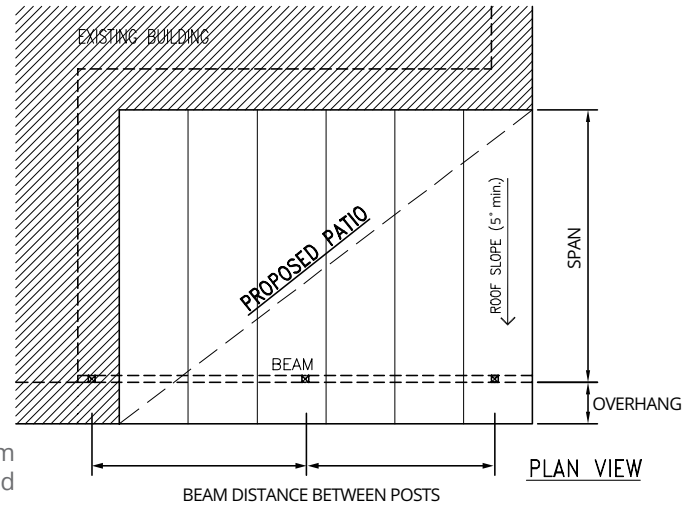 EXISTING BUILDING
PROPOSED PATIO
ROOF SLOPE (5° min.)
SPAN
BEAM
OVERHANG
PLAN VIEW
BEAM DISTANCE BETWEEN POSTS